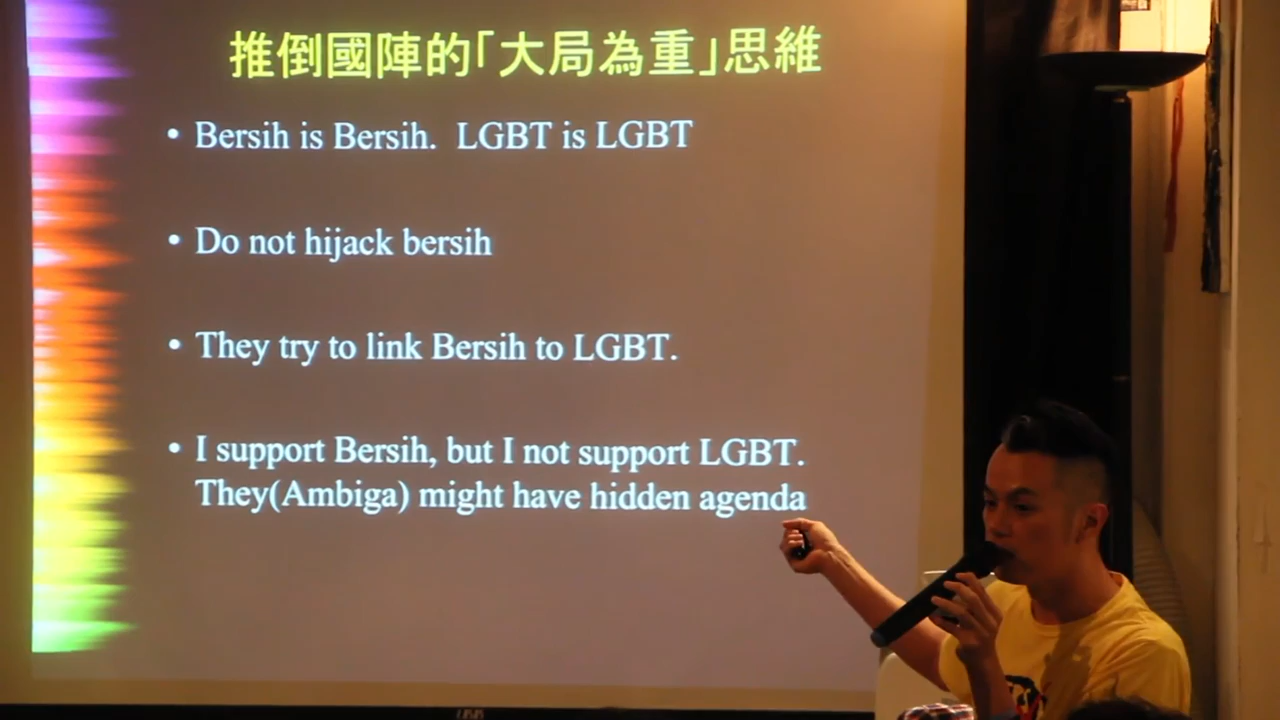 推倒國陣的「大局為重」思維
• Bersih is Bersih. LGBT is LGBT
• Do not hijack bersih
• They try to link Bersih to LGBT.
• I support Bersih, but I not support LGBT.
They(Ambiga) might have hidden agenda